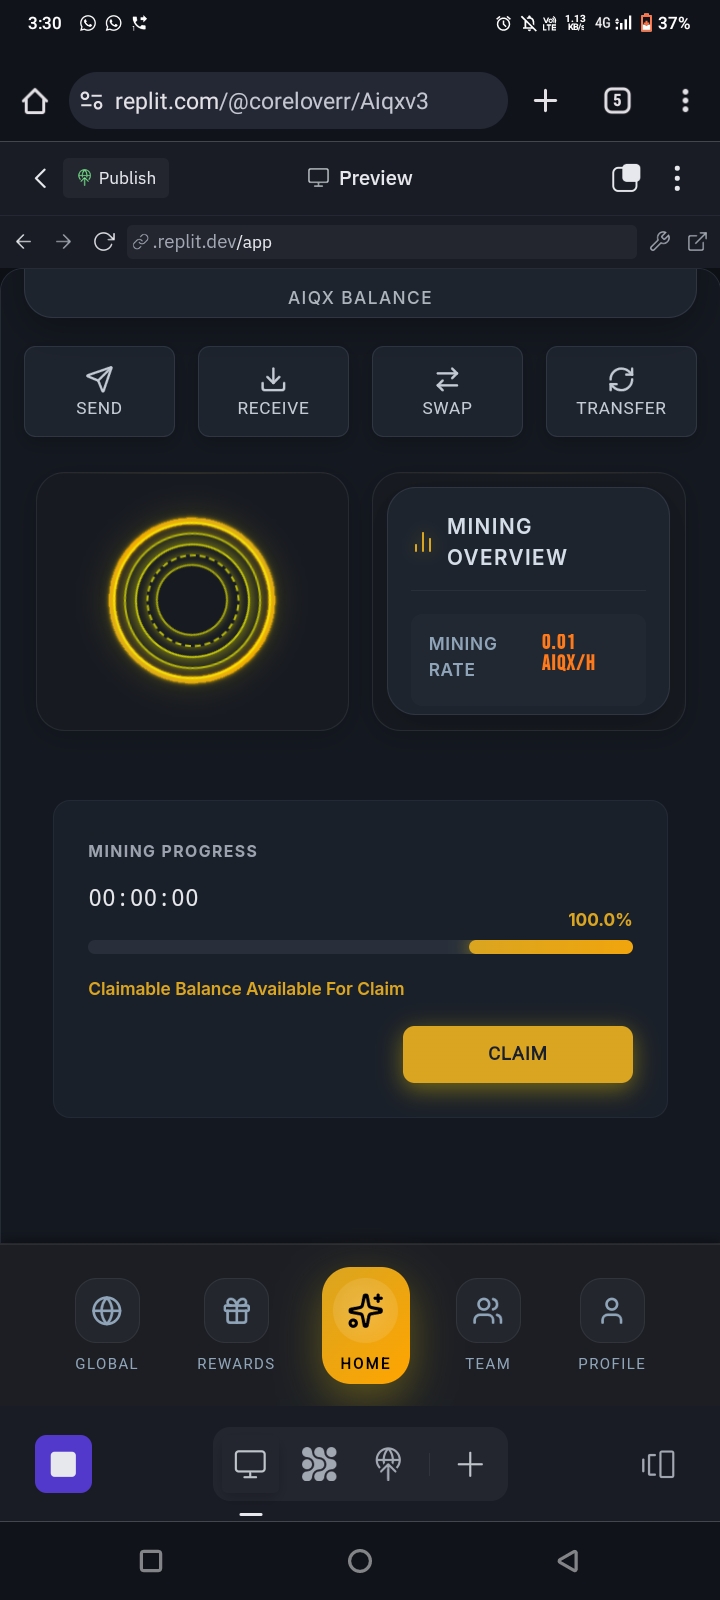 3:30
Vo)) LTE
1.13 KB/s
4G
37%
replit.com/@coreloverr/Aiqxv3
5
Publish
Preview
.replit.dev/app
AIQX BALANCE
SEND
RECEIVE
SWAP
TRANSFER
MINING
OVERVIEW
MINING
RATE
0.01
AIQX/H
MINING PROGRESS
00:00:00
100.0%
Claimable Balance Available For Claim
CLAIM
GLOBAL
REWARDS
HOME
TEAM
PROFILE